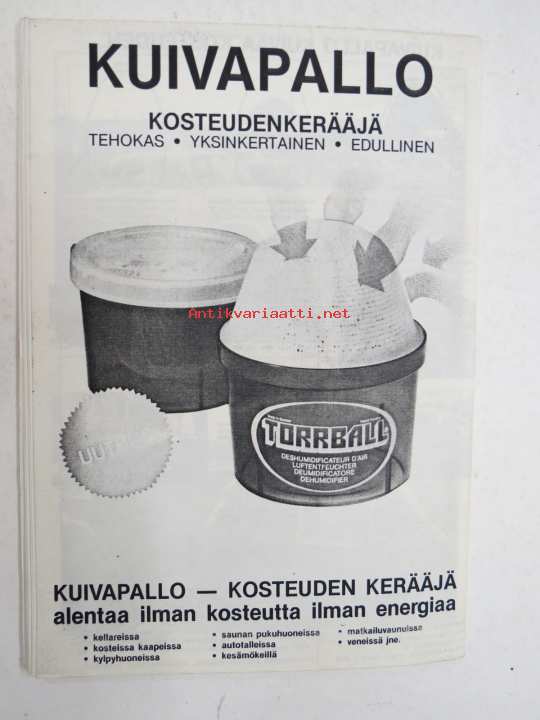 KUIVAPALLO
KOSTEUDENKERÄÄJÄ
TEHOKAS • YKSINKERTAINEN • EDULLINEN
Antikvariaatti.net
TORRBALL
DESHUMIDIFICATEUR D'AIR
LUFTENTFEUCHTER
DEUMIDIFICATORE
DEHUMIDIFIER
KUIVAPALLO — KOSTEUDEN KERÄÄJÄ
alentaa ilman kosteutta ilman energiaa
• kellareissa
• kosteissa kaapeissa
• kylpyhuoneissa
• saunan pukuhuoneissa
• autotalleissa
• kesämökeillä
• matkailuvaunuissa
• veneissä jne.